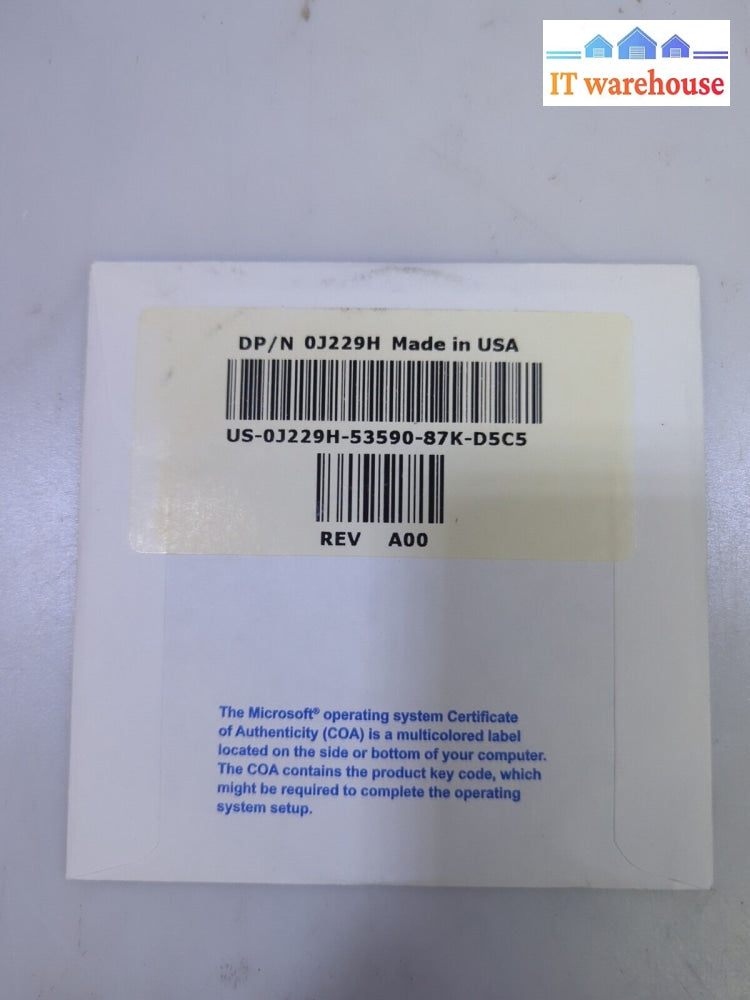 IT warehouse
DP/N 0J229H Made in USA
US-0J229H-53590-87K-D5C5
REV A00
The Microsoft® operating system Certificate
of Authenticity (COA) is a multicolored label
located on the side or bottom of your computer.
The COA contains the product key code, which
might be required to complete the operating
system setup.